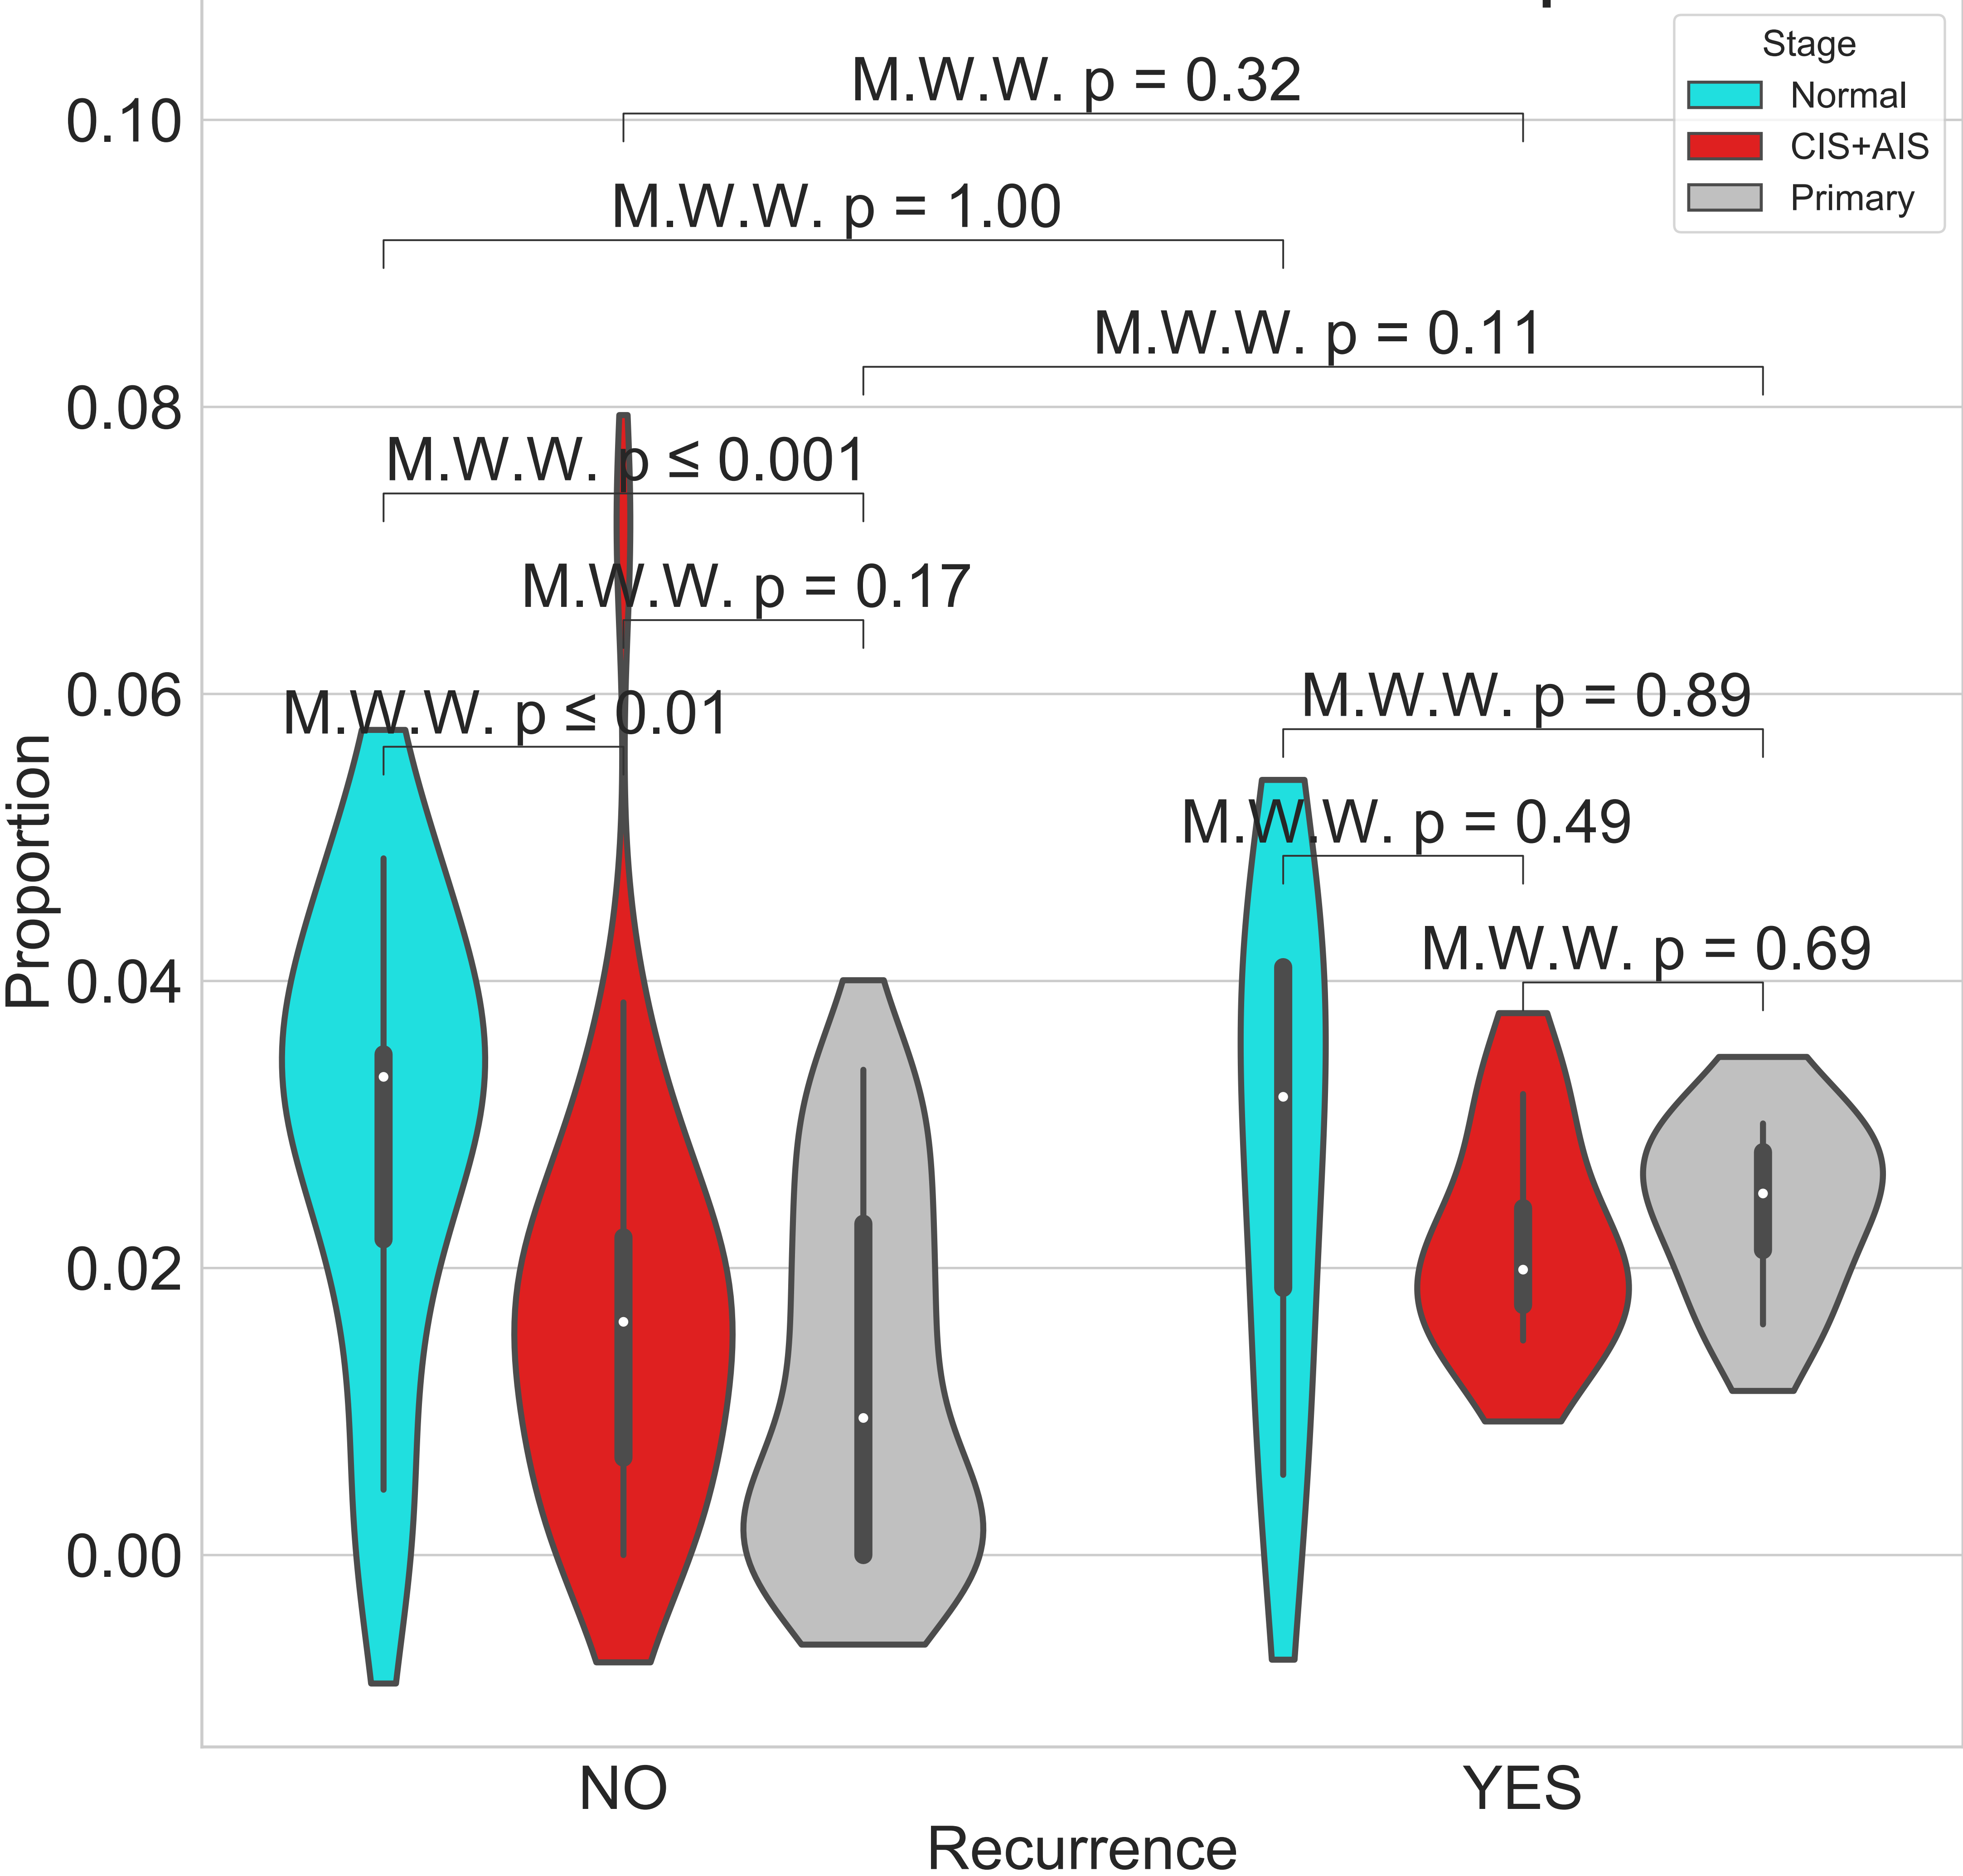 Stage
Normal
CIS+AIS
Primary
M.W.W. p = 0.32
M.W.W. p = 1.00
M.W.W. p = 0.11
M.W.W. p ≤ 0.001
M.W.W. p = 0.17
M.W.W. p ≤ 0.01
M.W.W. p = 0.89
M.W.W. p = 0.49
M.W.W. p = 0.69
0.10
0.08
0.06
0.04
0.02
0.00
Proportion
NO
YES
Recurrence